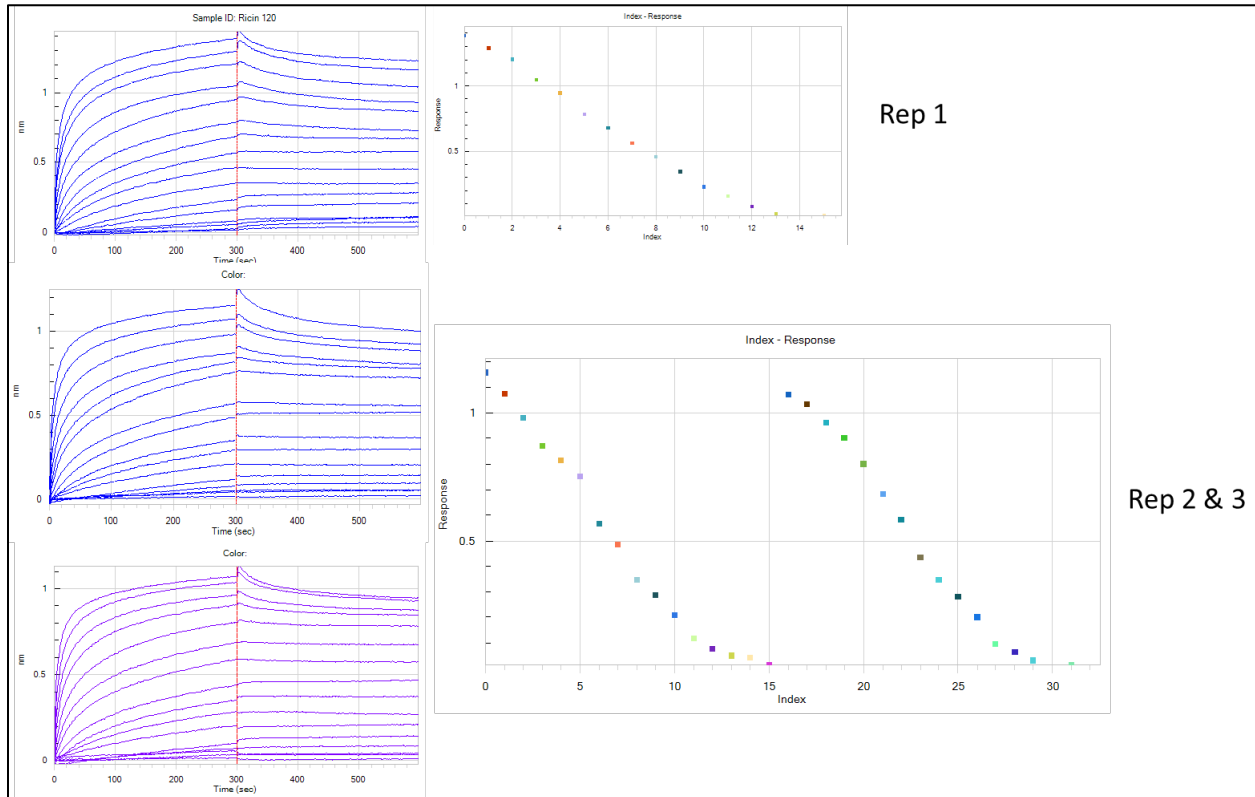 Sample ID: Ricin 120
nm
1
0.5
0
0 100 200 300 400 500
Time (sec)
Index - Response
Response
1
0.5
0 2 4 6 8 10 12 14
Index
Rep 1
Color:
nm
1
0.5
0
0 100 200 300 400 500
Time (sec)
Index - Response
Response
1
0.5
0 5 10 15 20 25 30
Index
Rep 2 & 3
Color:
nm
1
0.5
0
0 100 200 300 400 500
Time (sec)